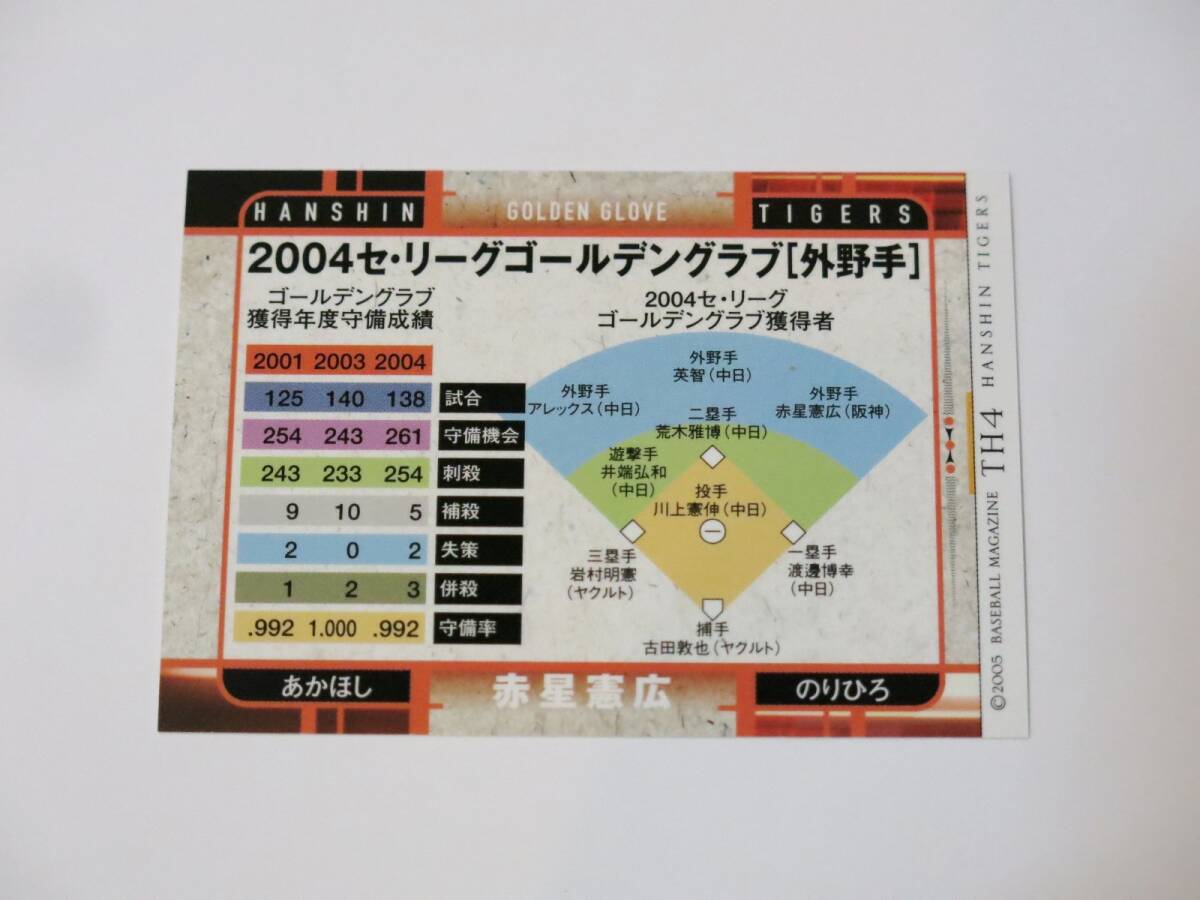 HANSHIN
GOLDEN GLOVE
TIGERS
2004セ・リーグゴールデングラブ[外野手]
ゴールデングラブ
獲得年度守備成績
2001 2003 2004
125 140 138 試合
254 243 261 守備機会
243 233 254 刺殺
9 10 5 補殺
2 0 2 失策
1 2 3 併殺
.992 1.000 .992 守備率
2004セ・リーグ
ゴールデングラブ獲得者
外野手
英智(中日)
外野手
アレックス(中日)
外野手
赤星憲広(阪神)
二塁手
荒木雅博(中日)
遊撃手
井端弘和
(中日)
投手
川上憲伸(中日)
三塁手
岩村明憲
(ヤクルト)
一塁手
渡邊博幸
(中日)
捕手
古田敦也(ヤクルト)
あかほし
赤星憲広
のりひろ
©2005 BASEBALL MAGAZINE TH4 HANSHIN TIGERS